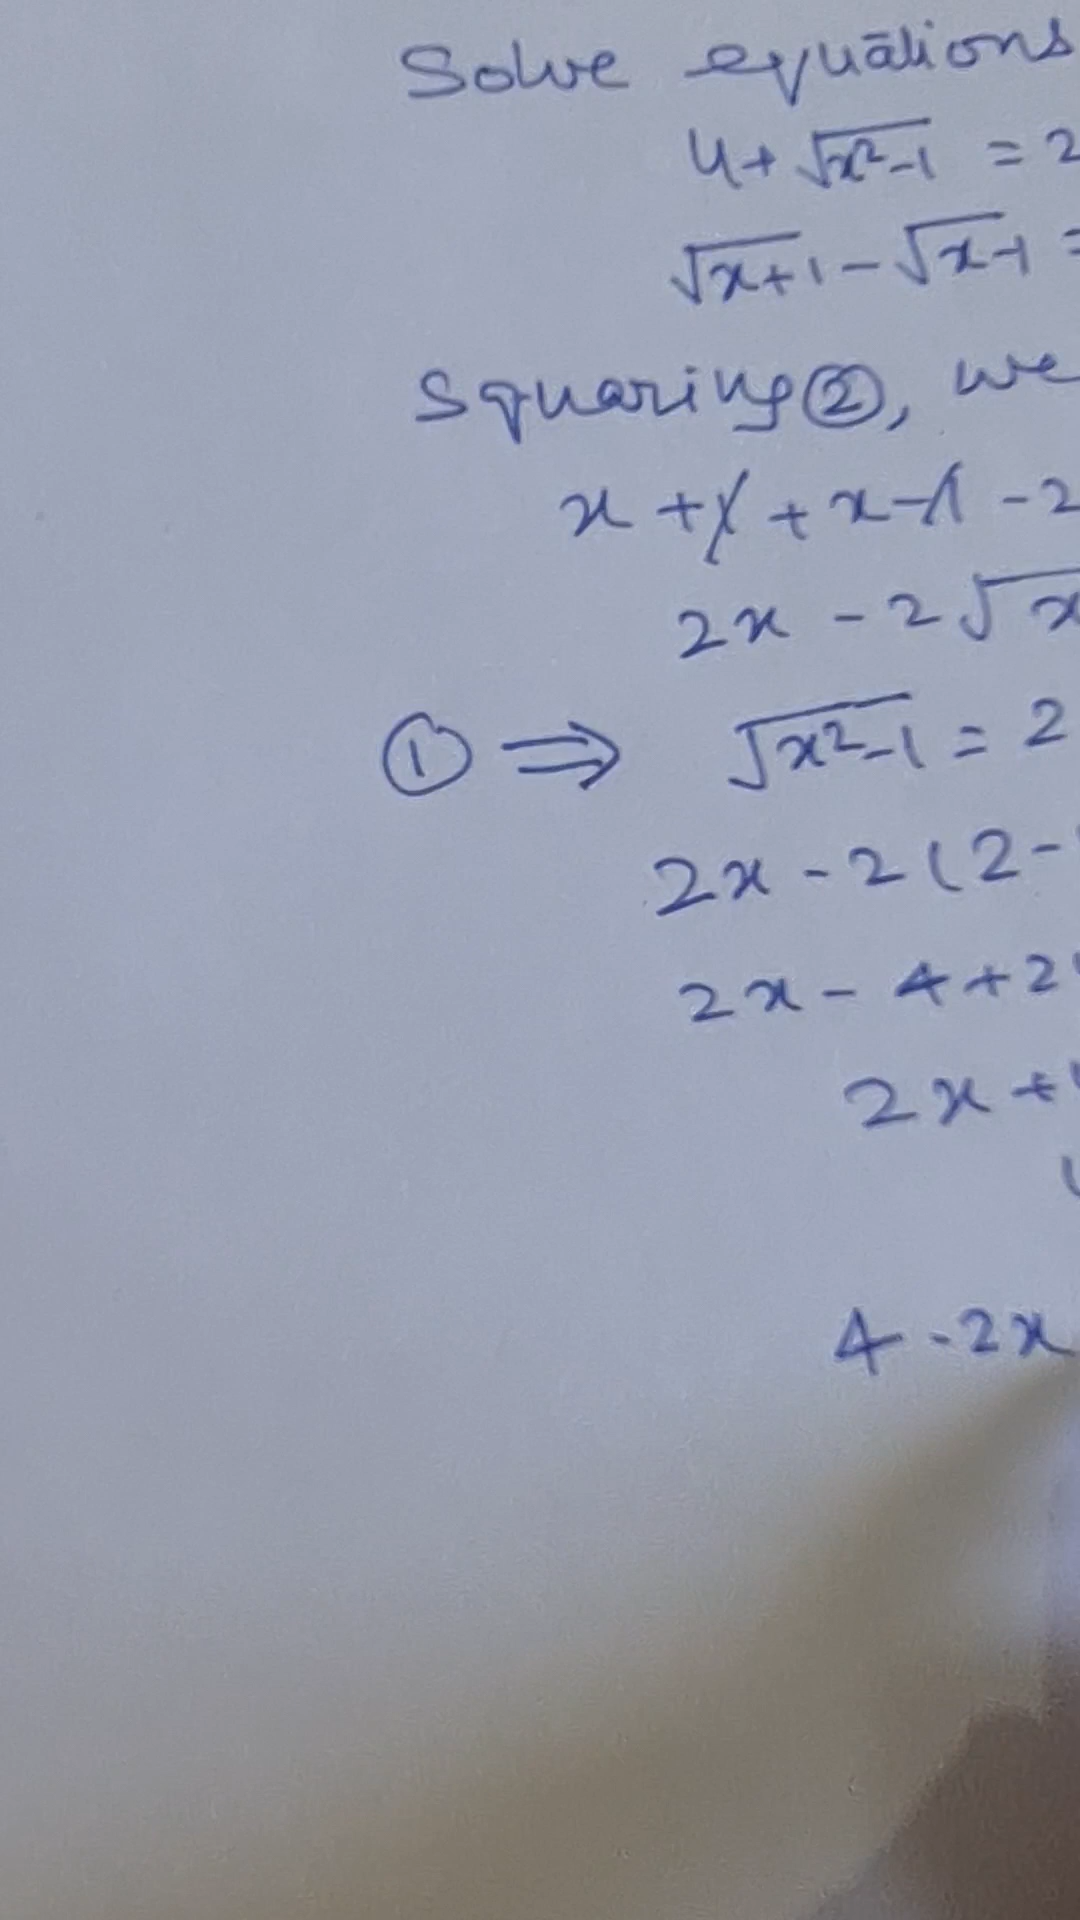 Solve equations
y + √x²-1 = 2
√x+1 - √x-1 =
Squaring ②, we
x + 1 + x - 1 - 2
2x - 2√x
① ⇒ √x²-1 = 2
2x - 2(2-
2x - 4 + 2
2x +
4 - 2x